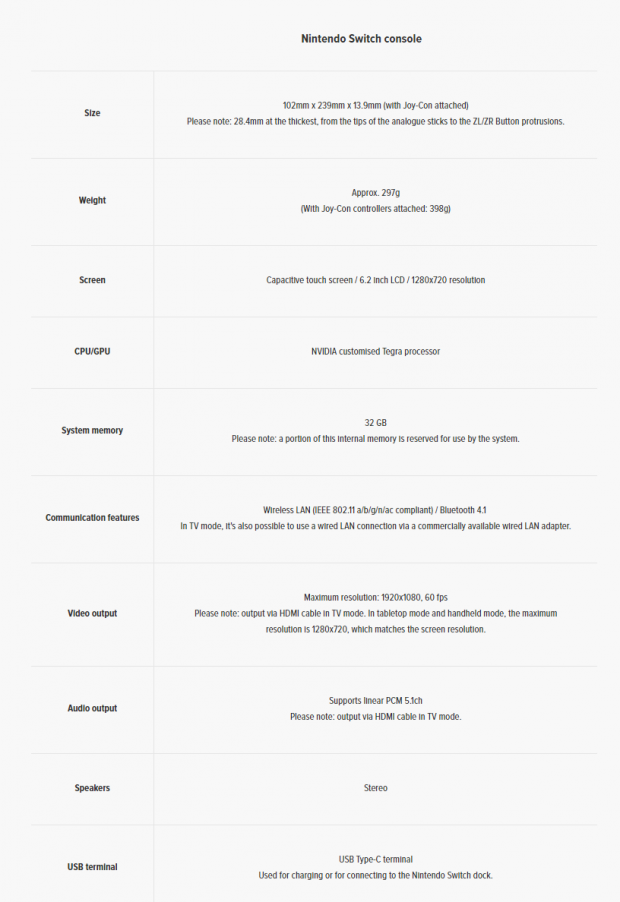 Nintendo Switch console
Size
102mm x 239mm x 13.9mm (with Joy-Con attached)
Please note: 28.4mm at the thickest, from the tips of the analogue sticks to the ZL/ZR Button protrusions.
Weight
Approx. 297g
(With Joy-Con controllers attached: 398g)
Screen
Capacitive touch screen / 6.2 inch LCD / 1280x720 resolution
CPU/GPU
NVIDIA customised Tegra processor
System memory
32 GB
Please note: a portion of this internal memory is reserved for use by the system.
Communication features
Wireless LAN (IEEE 802.11 a/b/g/n/ac compliant) / Bluetooth 4.1
In TV mode, it's also possible to use a wired LAN connection via a commercially available wired LAN adapter.
Video output
Maximum resolution: 1920x1080, 60 fps
Please note: output via HDMI cable in TV mode. In tabletop mode and handheld mode, the maximum
resolution is 1280x720, which matches the screen resolution.
Audio output
Supports linear PCM 5.1ch
Please note: output via HDMI cable in TV mode.
Speakers
Stereo
USB terminal
USB Type-C terminal
Used for charging or for connecting to the Nintendo Switch dock.